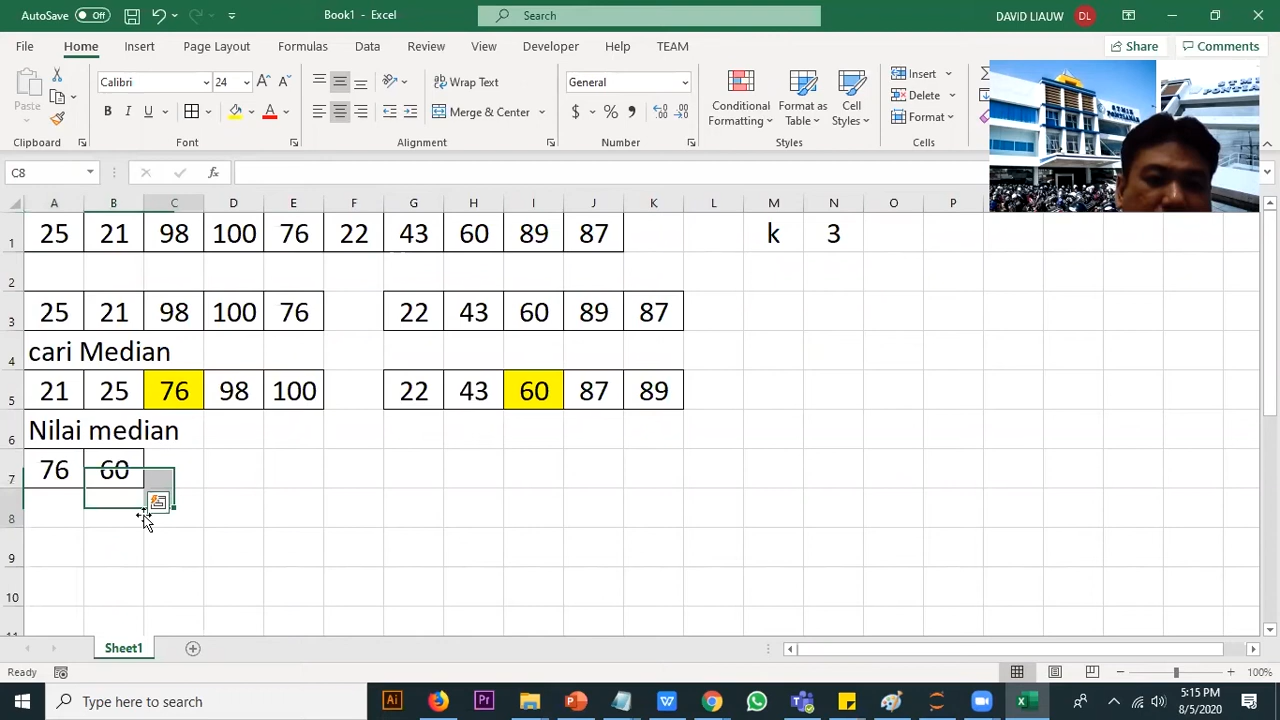 AutoSave Off Book1 - Excel Search DAVID LIAUW DL
File Home Insert Page Layout Formulas Data Review View Developer Help TEAM Share Comments
Calibri 24 Wrap Text General Insert
Paste B I U Merge & Center $ % Conditional Formatting Format as Table Cell Styles Delete
Format
Clipboard Font Alignment Number Styles Cells
C8 fx
A B C D E F G H I J K L M N O P
1 25 21 98 100 76 22 43 60 89 87 k 3
2
3 25 21 98 100 76 22 43 60 89 87
4 cari Median
5 21 25 76 98 100 22 43 60 87 89
6 Nilai median
7 76 60
8
9
10
11
Sheet1
Ready 100%
Type here to search 5:15 PM
8/5/2020